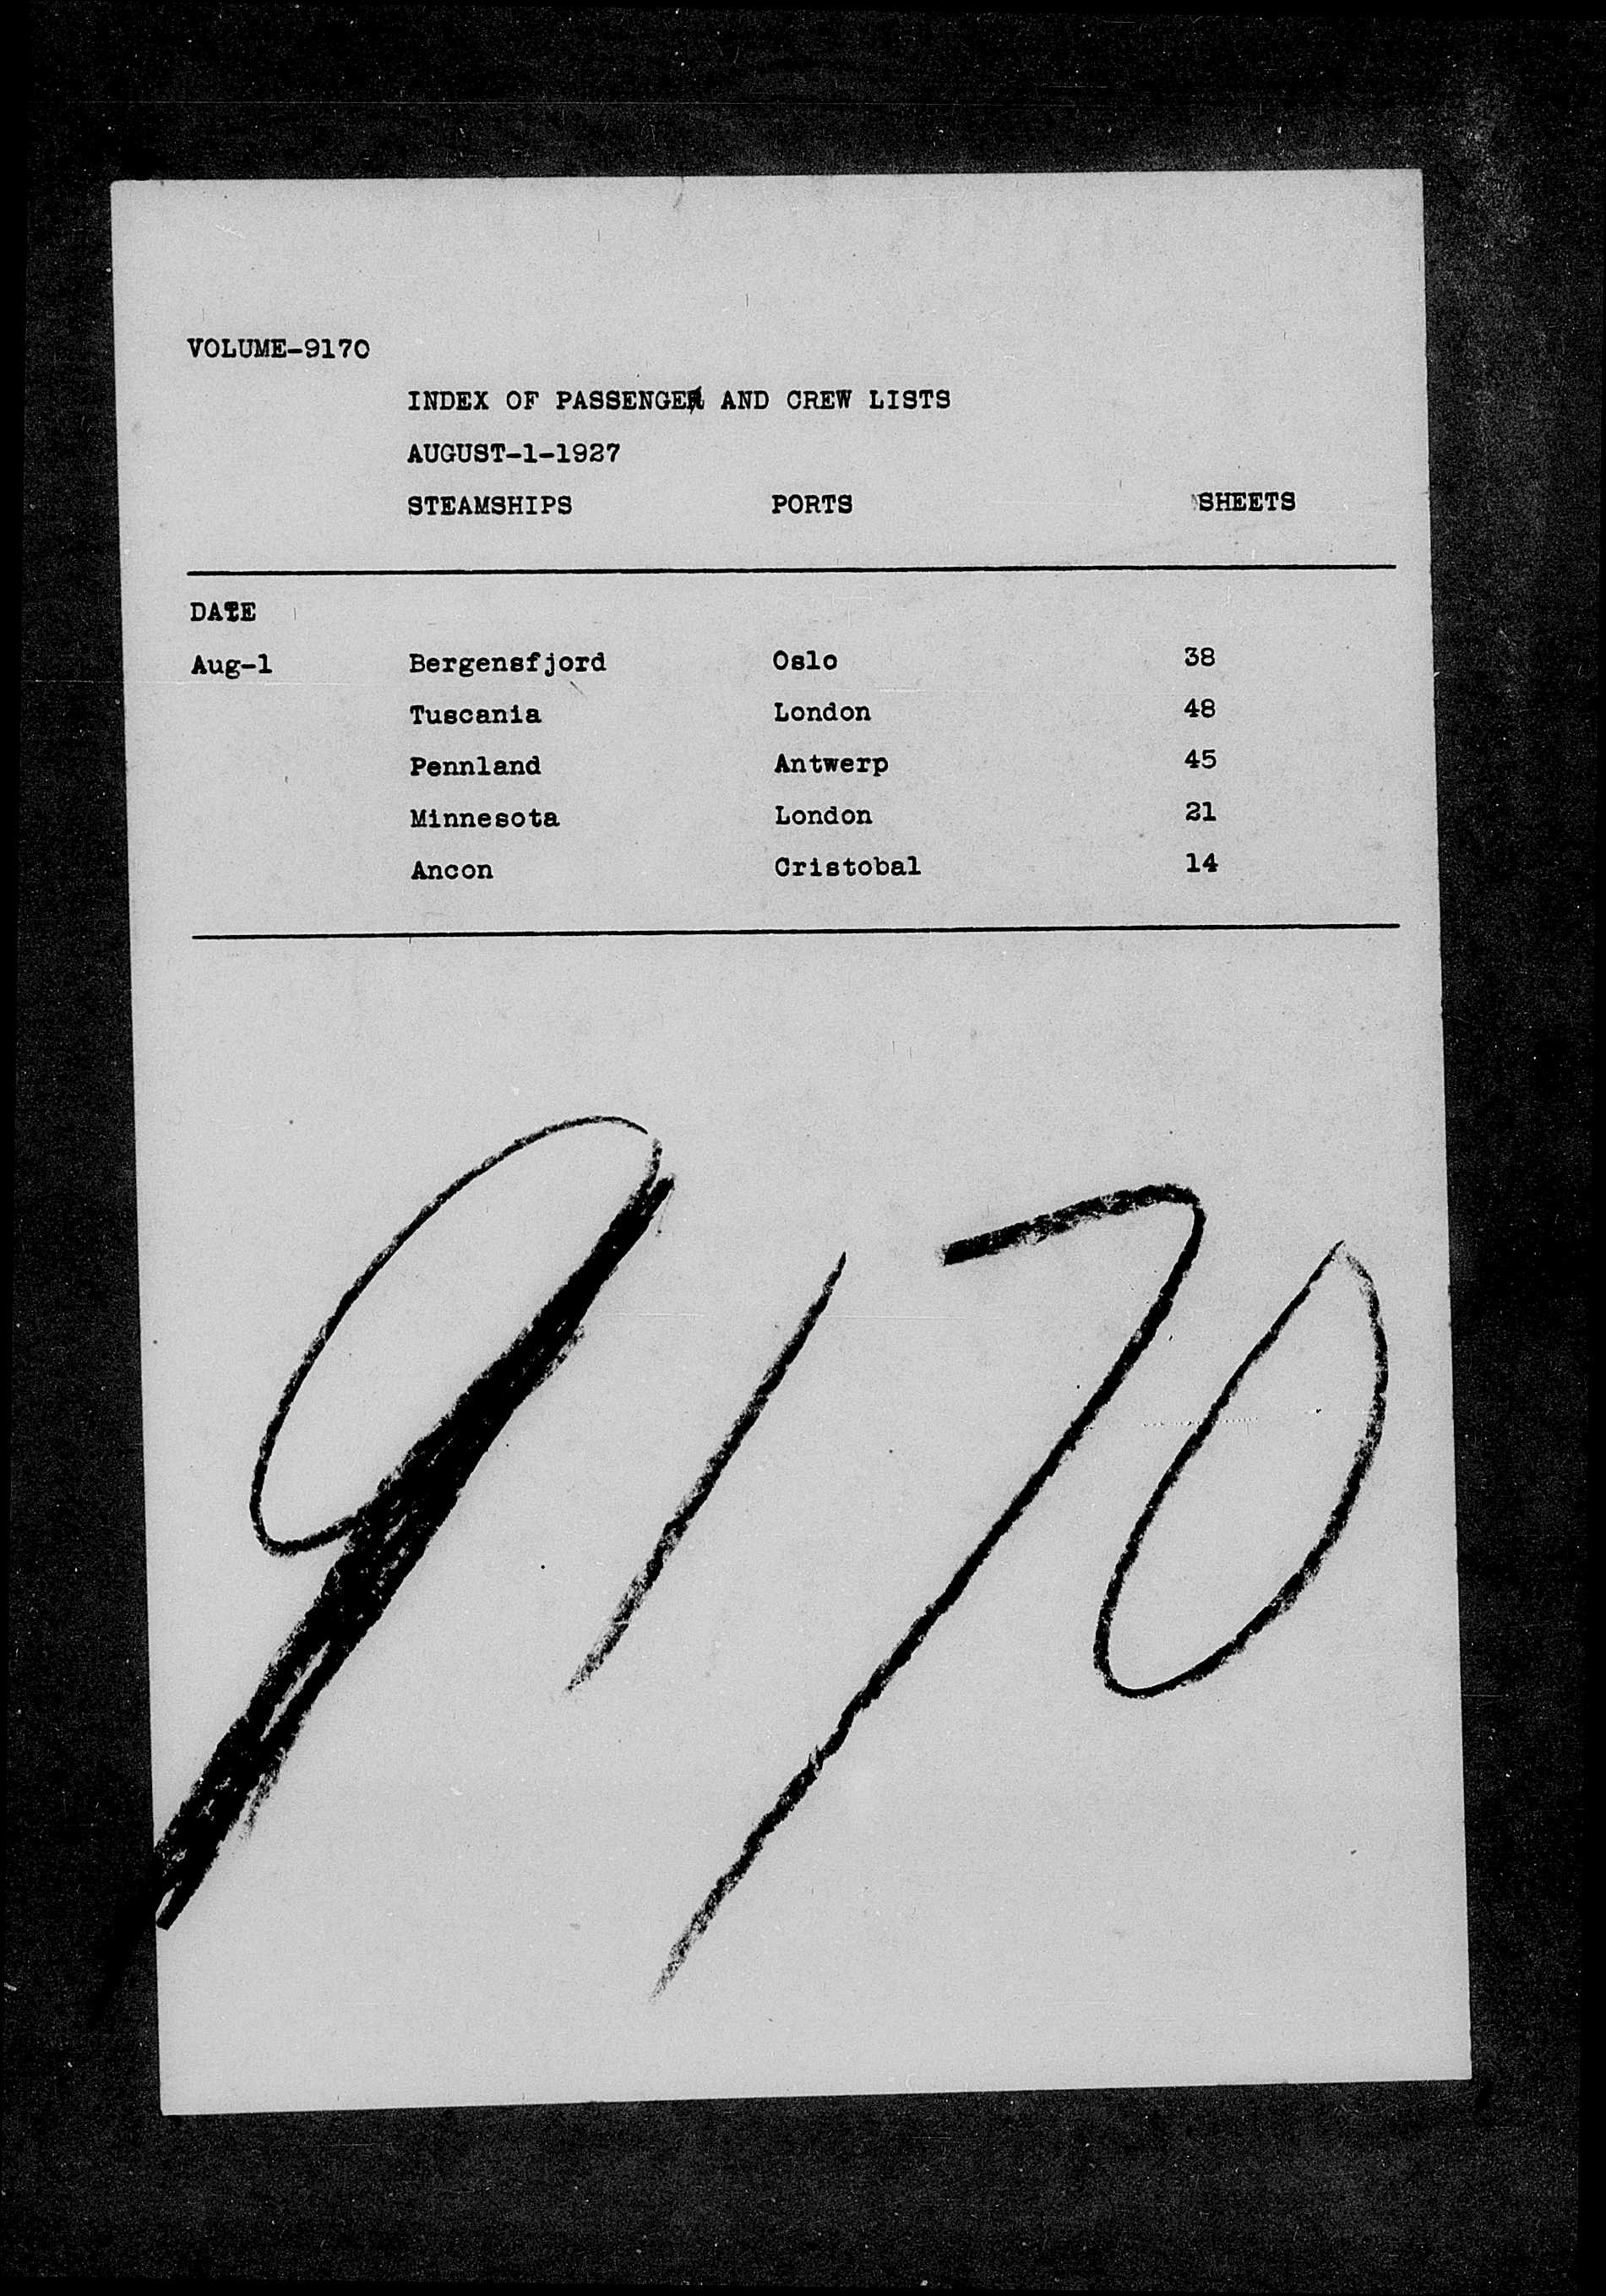 VOLUME-9170
INDEX OF PASSENGER AND CREW LISTS
AUGUST-1-1927
STEAMSHIPS PORTS SHEETS
DATE
Aug-1 Bergensfjord Oslo 38
Tuscania London 48
Pennland Antwerp 45
Minnesota London 21
Ancon Cristobal 14
9170